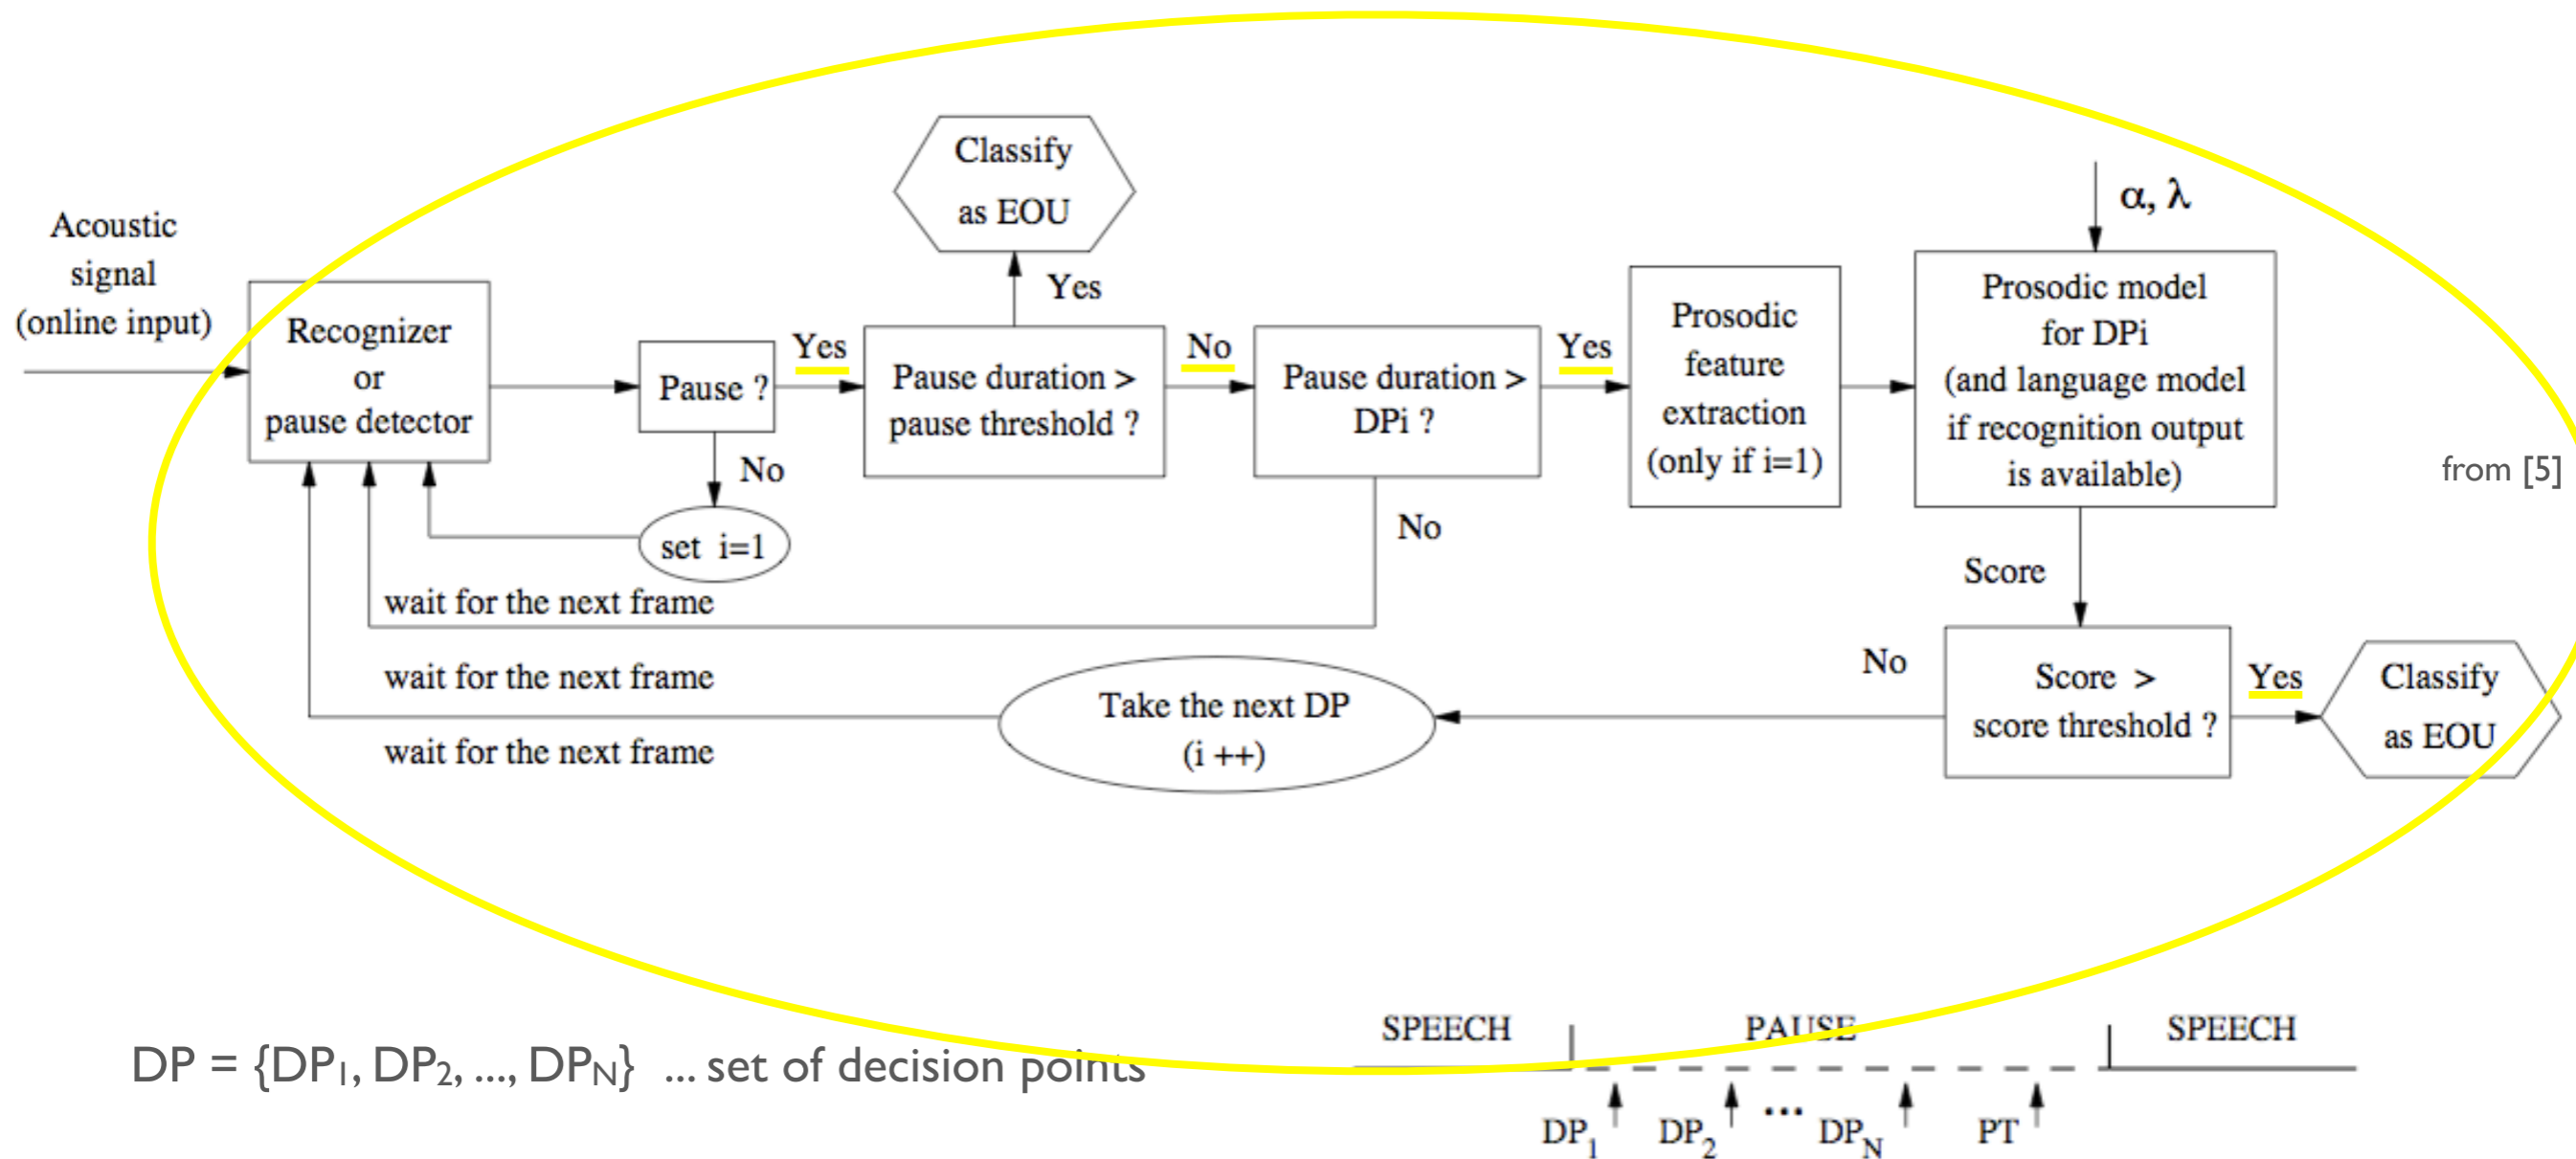 Acoustic
signal
(online input)
Recognizer
or
pause detector
Pause ?
Yes
No
set i=1
Classify
as EOU
Yes
Pause duration >
pause threshold ?
No
Pause duration >
DPi ?
Yes
No
Prosodic
feature
extraction
(only if i=1)
α, λ
Prosodic model
for DPi
(and language model
if recognition output
is available)
from [5]
Score
Score >
score threshold ?
Yes
Classify
as EOU
No
Take the next DP
(i ++)
wait for the next frame
wait for the next frame
wait for the next frame
DP = {DP₁, DP₂, ..., DP_N} ... set of decision points
SPEECH PAUSE SPEECH
DP₁ DP₂ ... DP_N PT